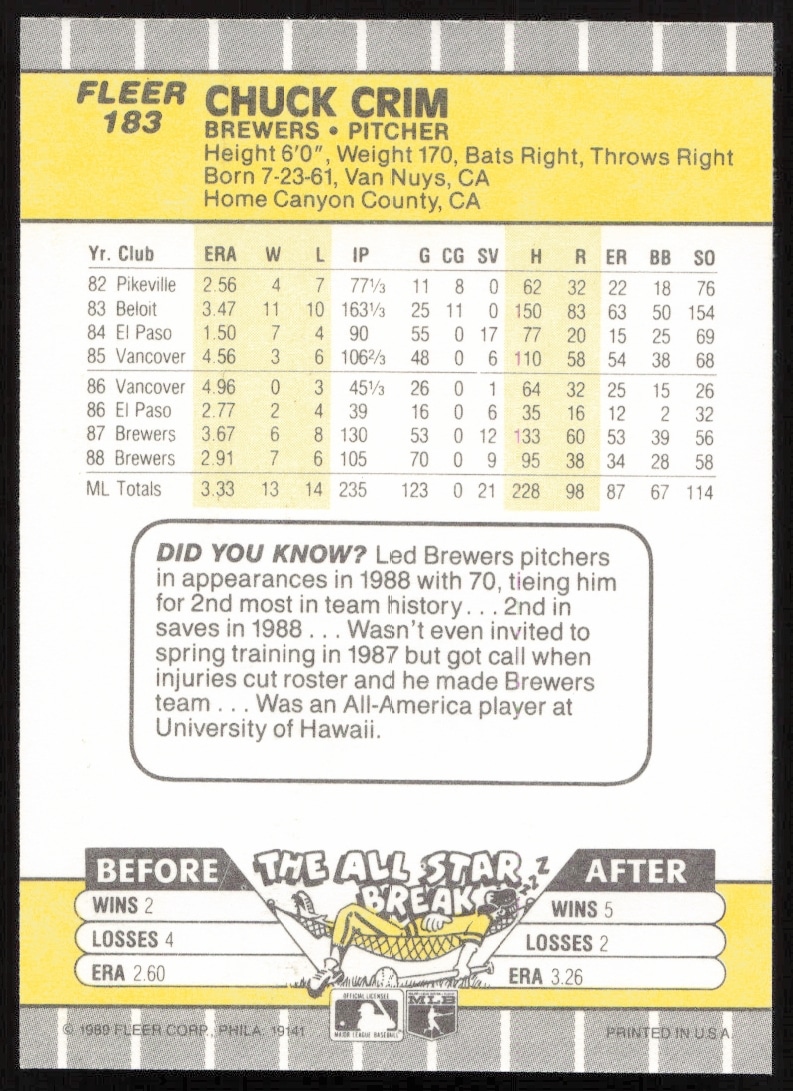 FLEER
183
CHUCK CRIM
BREWERS • PITCHER
Height 6'0", Weight 170, Bats Right, Throws Right
Born 7-23-61, Van Nuys, CA
Home Canyon County, CA
Yr. Club ERA W L IP G CG SV H R ER BB SO
82 Pikeville 2.56 4 7 77⅓ 11 8 0 62 32 22 18 76
83 Beloit 3.47 11 10 163⅓ 25 11 0 150 83 63 50 154
84 El Paso 1.50 7 4 90 55 0 17 77 20 15 25 69
85 Vancover 4.56 3 6 106⅔ 48 0 6 110 58 54 38 68
86 Vancover 4.96 0 3 45⅓ 26 0 1 64 32 25 15 26
86 El Paso 2.77 2 4 39 16 0 6 35 16 12 2 32
87 Brewers 3.67 6 8 130 53 0 12 133 60 53 39 56
88 Brewers 2.91 7 6 105 70 0 9 95 38 34 28 58
ML Totals 3.33 13 14 235 123 0 21 228 98 87 67 114
DID YOU KNOW? Led Brewers pitchers
in appearances in 1988 with 70, tieing him
for 2nd most in team history... 2nd in
saves in 1988 ... Wasn't even invited to
spring training in 1987 but got call when
injuries cut roster and he made Brewers
team ... Was an All-America player at
University of Hawaii.
BEFORE THE ALL STAR BREAK ZZZZ AFTER
WINS 2 WINS 5
LOSSES 4 LOSSES 2
ERA 2.60 ERA 3.26
© 1989 FLEER CORP., PHILA. 19141
OFFICIAL LICENSEE
MAJOR LEAGUE BASEBALL
MLB
PRINTED IN U.S.A.